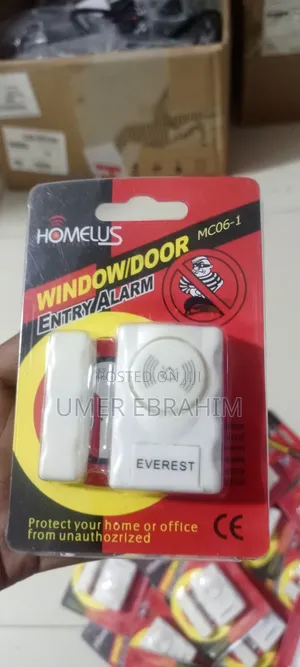 HOMELUS
WINDOW/DOOR MC06-1
ENTRY ALARM
POSTED ON
UMER EBRAHIM
EVEREST
Protect your home or office
from unauthozrized
CE